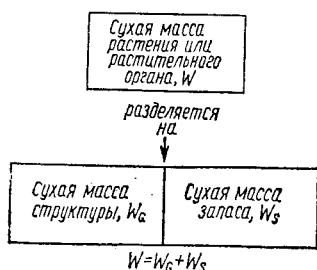 Сухая масса
растения или
растительного
органа, W
разделяется
на
Сухая масса
структуры, W_G
Сухая масса
запаса, W_S
W=W_G+W_S